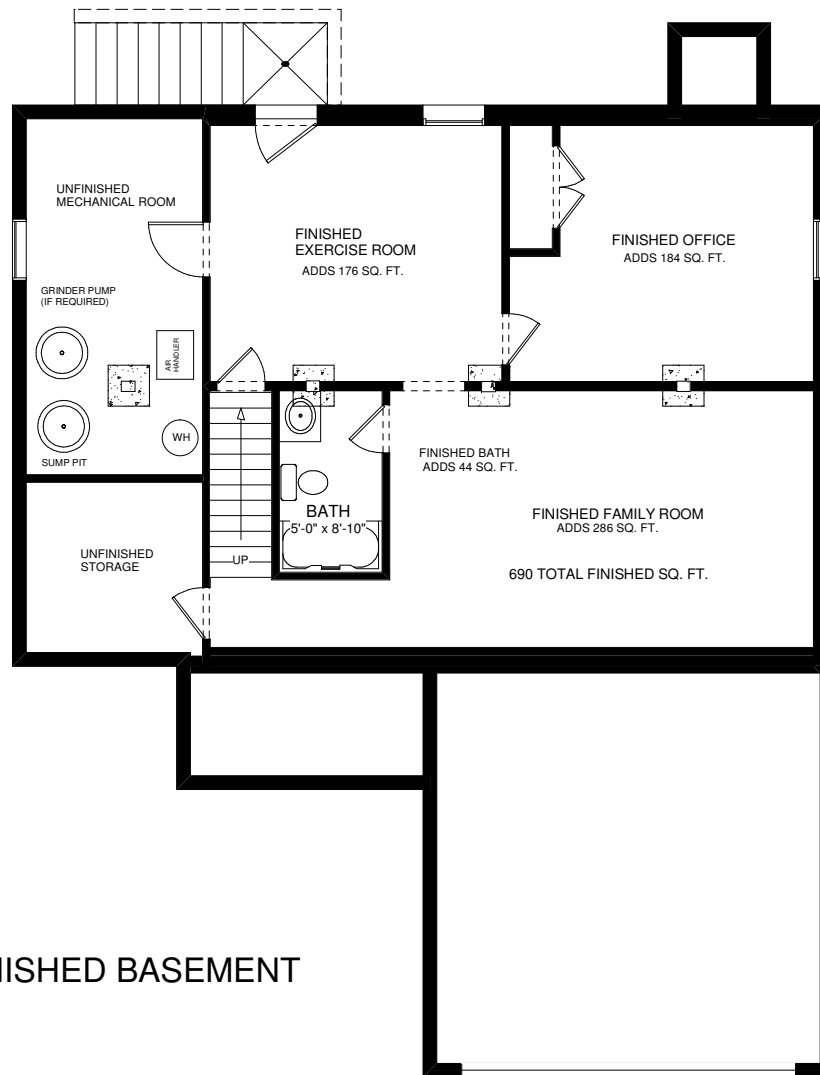 UNFINISHED
MECHANICAL ROOM
GRINDER PUMP
(IF REQUIRED)
AIR
HANDLER
WH
SUMP PIT
FINISHED
EXERCISE ROOM
ADDS 176 SQ. FT.
FINISHED OFFICE
ADDS 184 SQ. FT.
FINISHED BATH
ADDS 44 SQ. FT.
BATH
5'-0" x 8'-10"
UP
FINISHED FAMILY ROOM
ADDS 286 SQ. FT.
690 TOTAL FINISHED SQ. FT.
UNFINISHED
STORAGE
NISHED BASEMENT